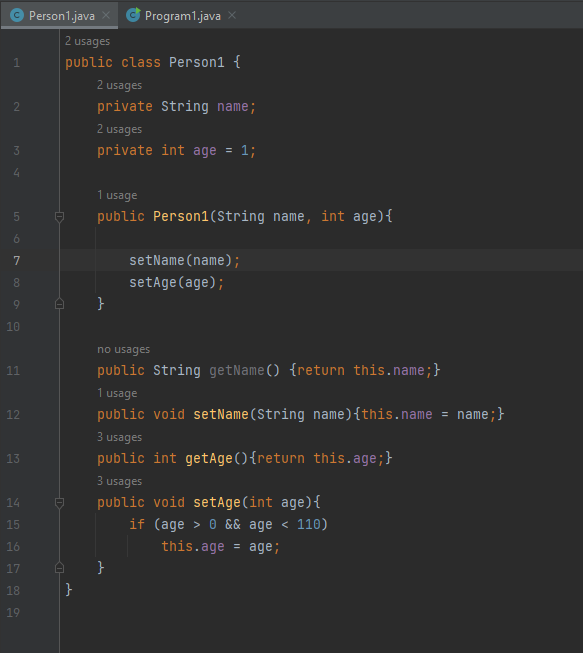 Person1.java Program1.java
2 usages
1 public class Person1 {
2 usages
2 private String name;
2 usages
3 private int age = 1;
4
1 usage
5 public Person1(String name, int age){
6
7 setName(name);
8 setAge(age);
9 }
10
no usages
11 public String getName() {return this.name;}
1 usage
12 public void setName(String name){this.name = name;}
3 usages
13 public int getAge(){return this.age;}
3 usages
14 public void setAge(int age){
15 if (age > 0 && age < 110)
16 this.age = age;
17 }
18 }
19